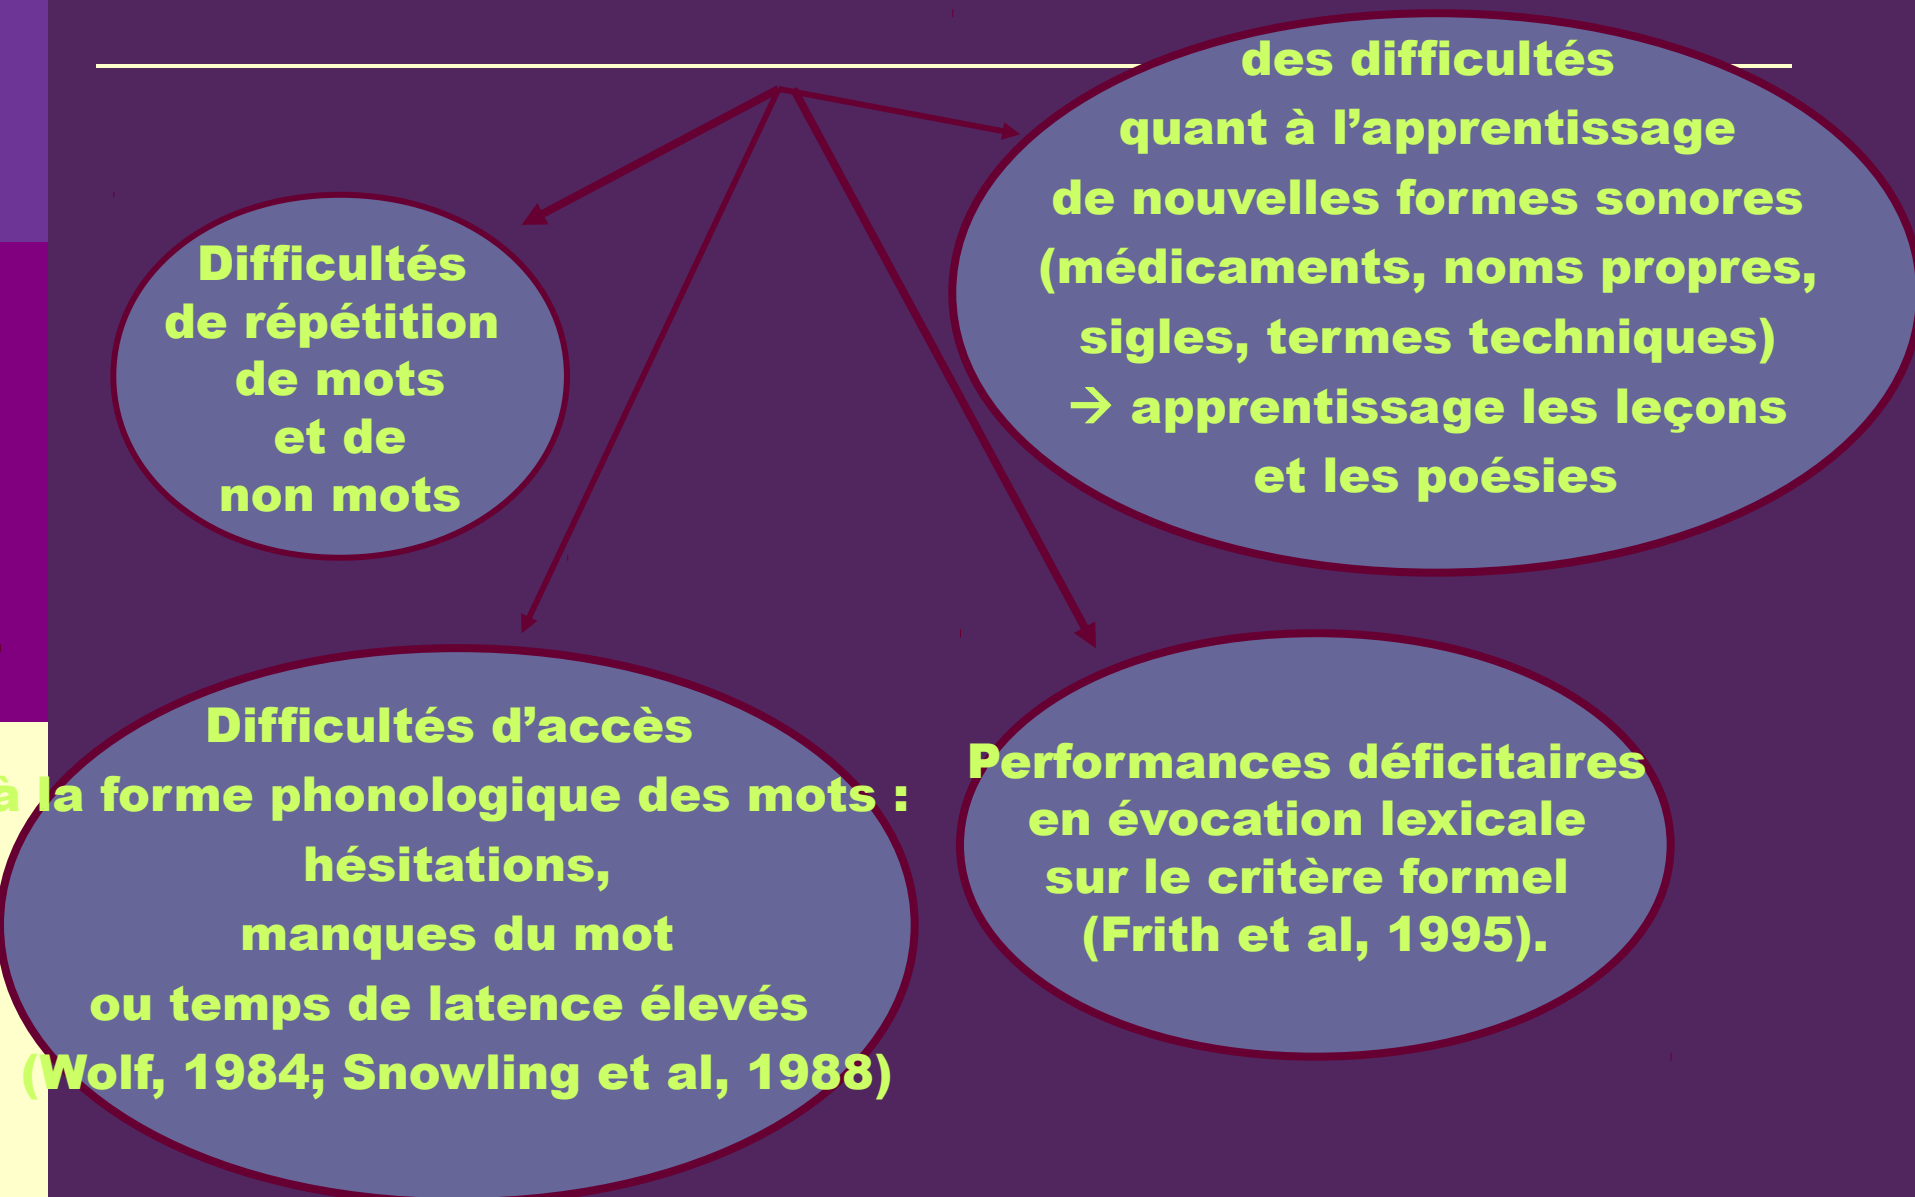 des difficultés
quant à l’apprentissage
de nouvelles formes sonores
(médicaments, noms propres,
sigles, termes techniques)
→ apprentissage les leçons
et les poésies
Difficultés
de répétition
de mots
et de
non mots
Difficultés d’accès
à la forme phonologique des mots :
hésitations,
manques du mot
ou temps de latence élevés
(Wolf, 1984; Snowling et al, 1988)
Performances déficitaires
en évocation lexicale
sur le critère formel
(Frith et al, 1995).